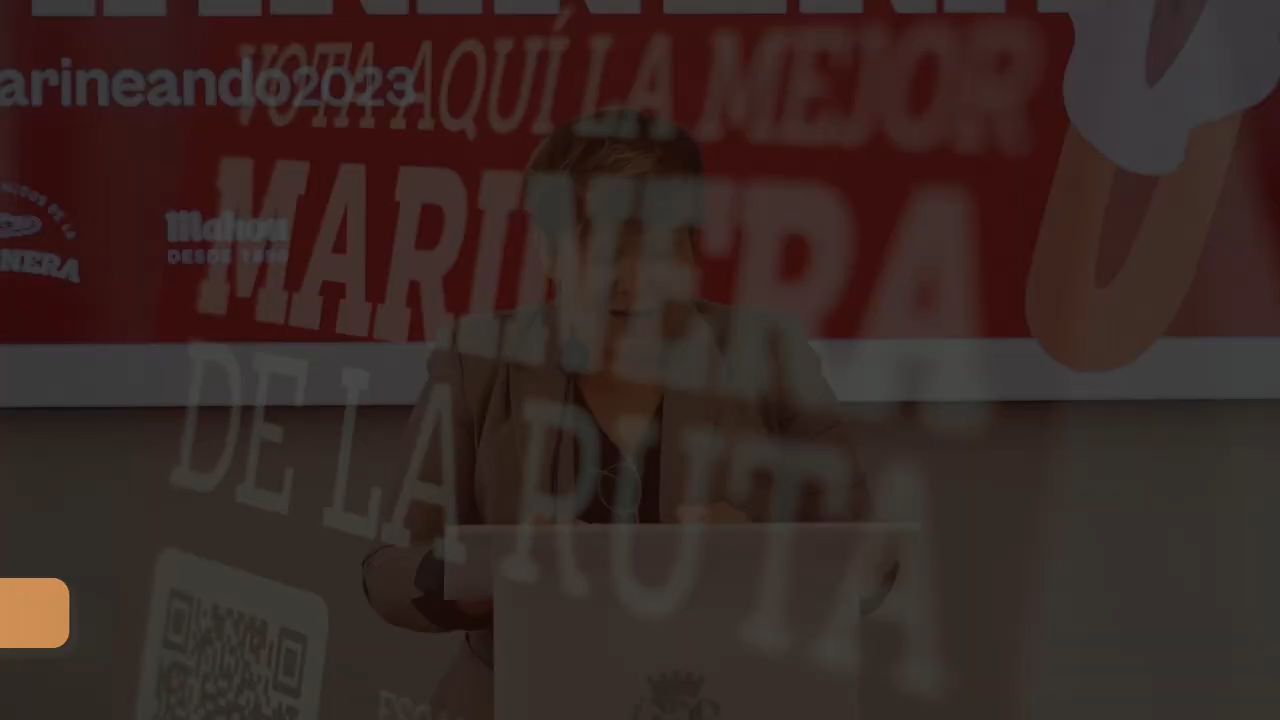 arineando2023
VOTA AQUÍ LA MEJOR
MARINERA
DE LA RUTA
Mahou
DESDE 1890
NERA